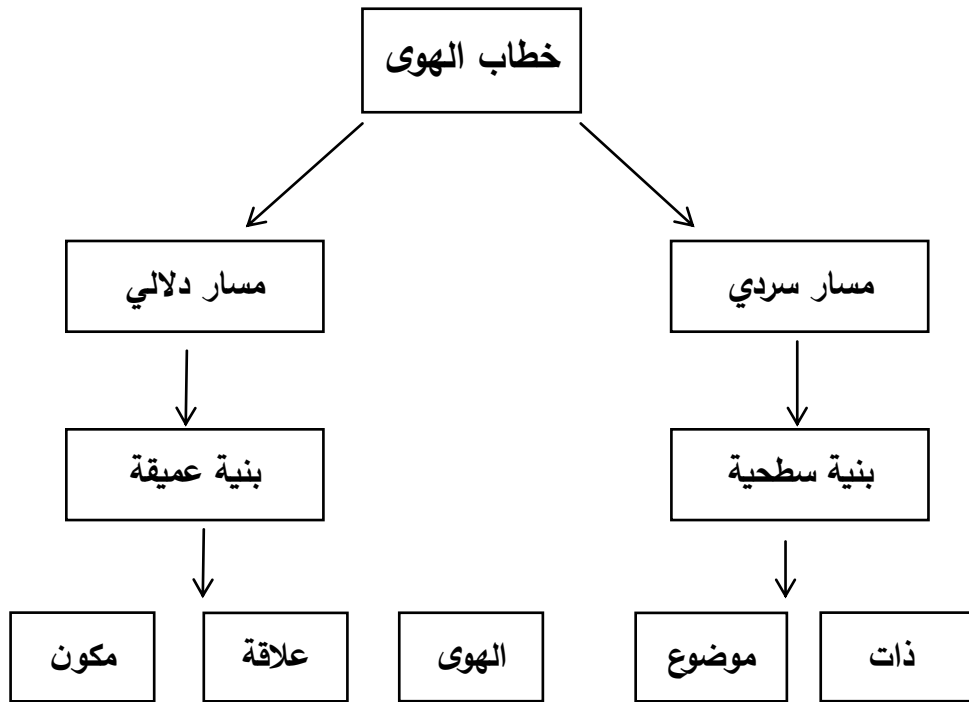 خطاب الهوى
مسار سردي
مسار دلالي
بنية سطحية
بنية عميقة
ذات
موضوع
الهوى
علاقة
مكون